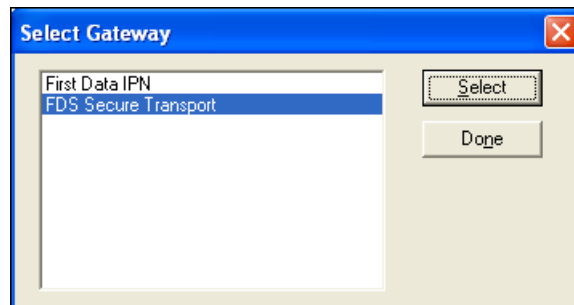 Select Gateway
First Data IPN
FDS Secure Transport
Select
Done